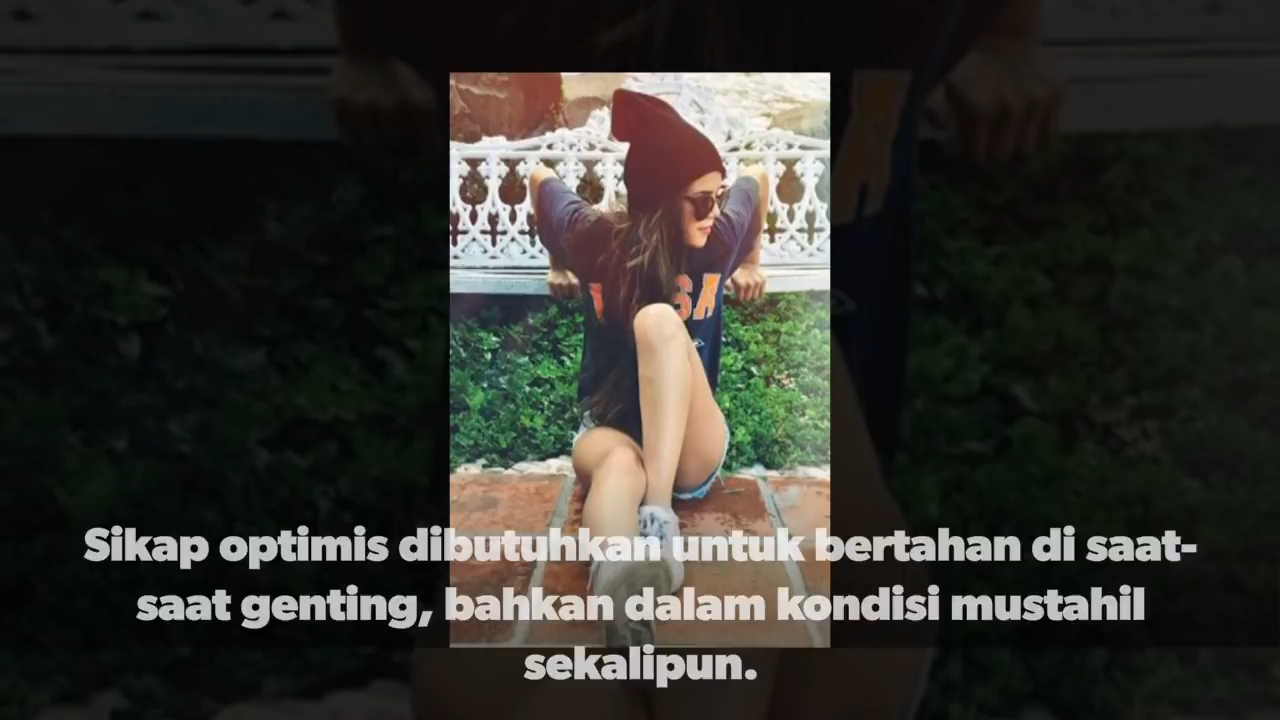 Sikap optimis dibutuhkan untuk bertahan di saat-
saat genting, bahkan dalam kondisi mustahil
sekalipun.